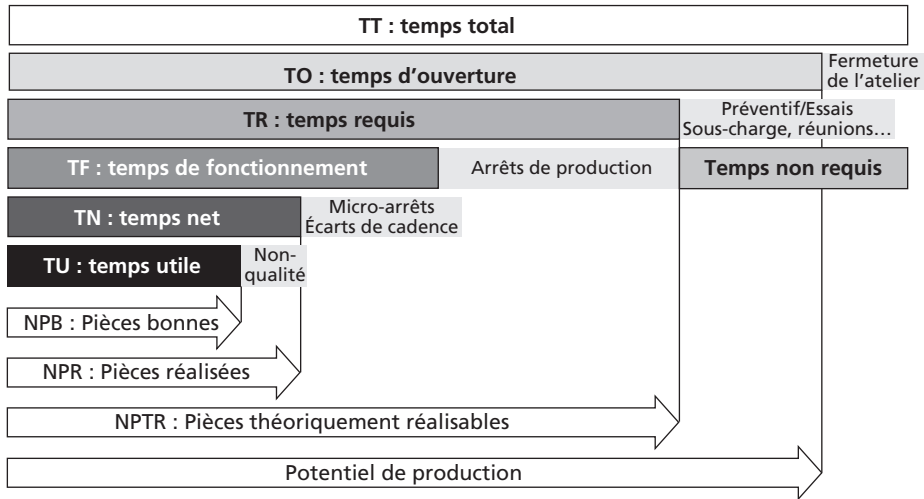 TT : temps total
TO : temps d'ouverture
Fermeture
de l'atelier
TR : temps requis
Préventif/Essais
Sous-charge, réunions…
TF : temps de fonctionnement
Arrêts de production
Temps non requis
TN : temps net
Micro-arrêts
Écarts de cadence
TU : temps utile
Non-
qualité
NPB : Pièces bonnes
NPR : Pièces réalisées
NPTR : Pièces théoriquement réalisables
Potentiel de production